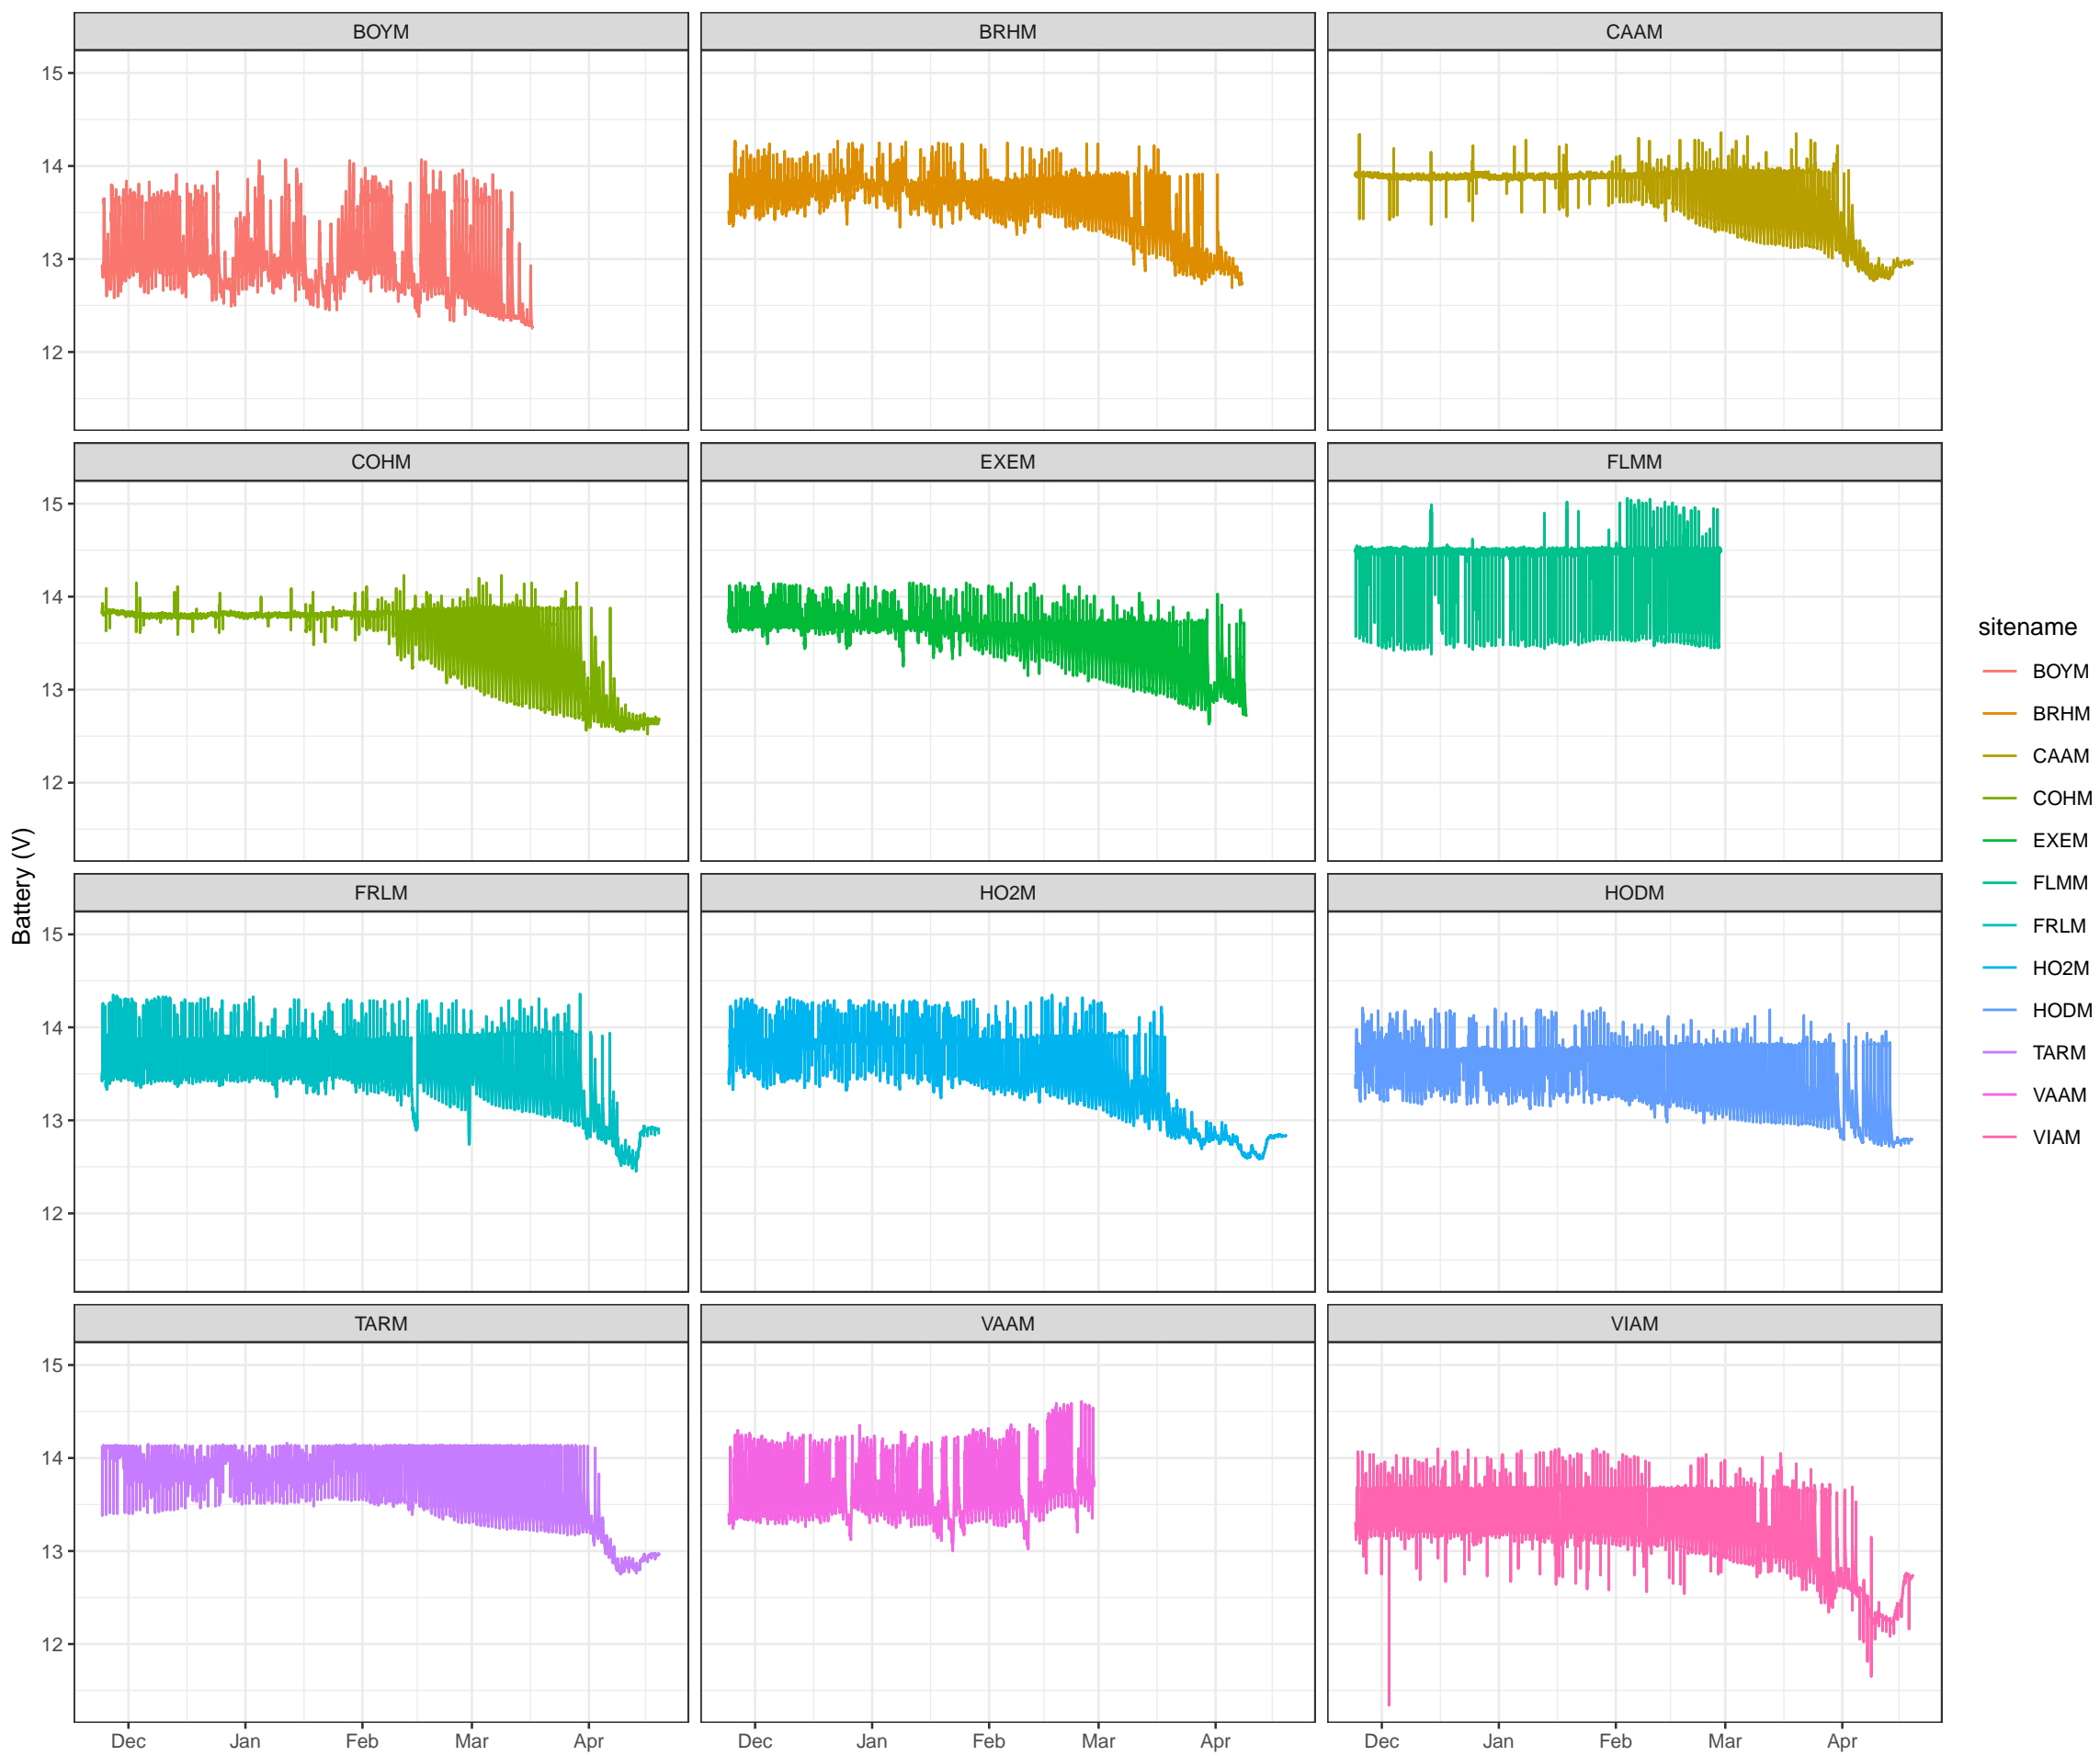 BOYM BRHM CAAM
15
14
13
12
COHM EXEM FLMM
15
14
13
12
Battery (V)
FRLM HO2M HODM
15
14
13
12
TARM VAAM VIAM
15
14
13
12
Dec Jan Feb Mar Apr Dec Jan Feb Mar Apr Dec Jan Feb Mar Apr
sitename
BOYM
BRHM
CAAM
COHM
EXEM
FLMM
FRLM
HO2M
HODM
TARM
VAAM
VIAM